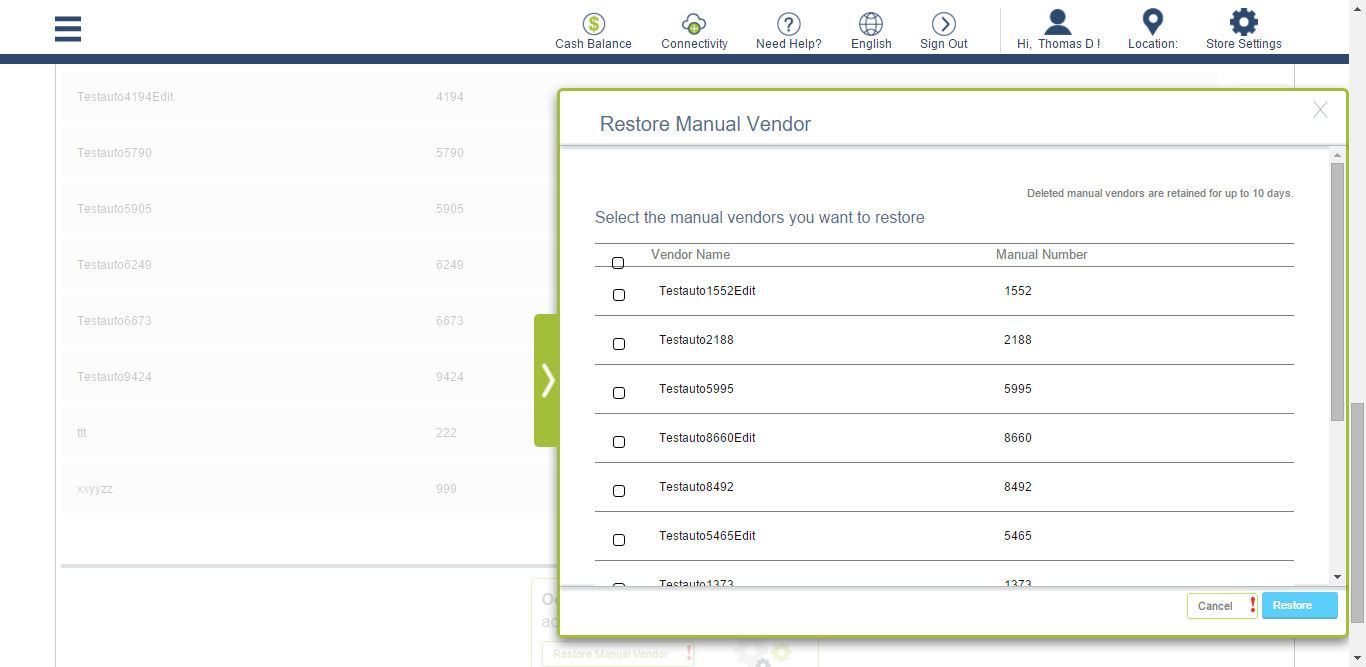 Cash Balance
Connectivity
Need Help?
English
Sign Out
Hi, Thomas D !
Location:
Store Settings
Testauto4194Edit 4194
Testauto5790 5790
Testauto5905 5905
Testauto6249 6249
Testauto6673 6673
Testauto9424 9424
ttt 222
xxyyzz 999
Restore Manual Vendor
Restore Manual Vendor
X
Deleted manual vendors are retained for up to 10 days.
Select the manual vendors you want to restore
Vendor Name Manual Number
Testauto1552Edit 1552
Testauto2188 2188
Testauto5995 5995
Testauto8660Edit 8660
Testauto8492 8492
Testauto5465Edit 5465
Testauto1373 1373
Cancel !
Restore